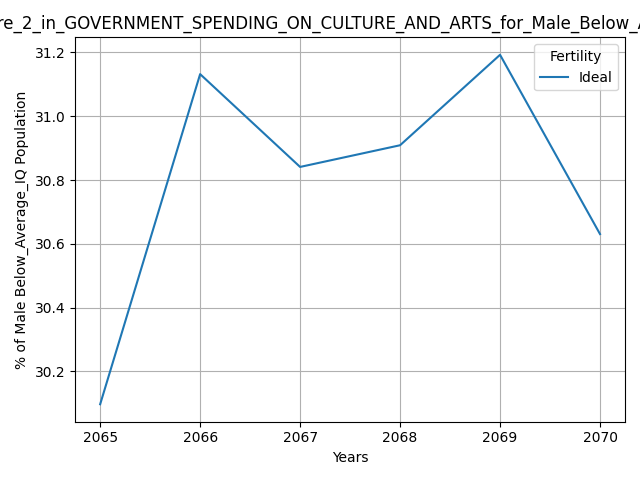 re_2_in_GOVERNMENT_SPENDING_ON_CULTURE_AND_ARTS_for_Male_Below_A
Fertility
Ideal
% of Male Below_Average_IQ Population
31.2
31.0
30.8
30.6
30.4
30.2
2065 2066 2067 2068 2069 2070
Years